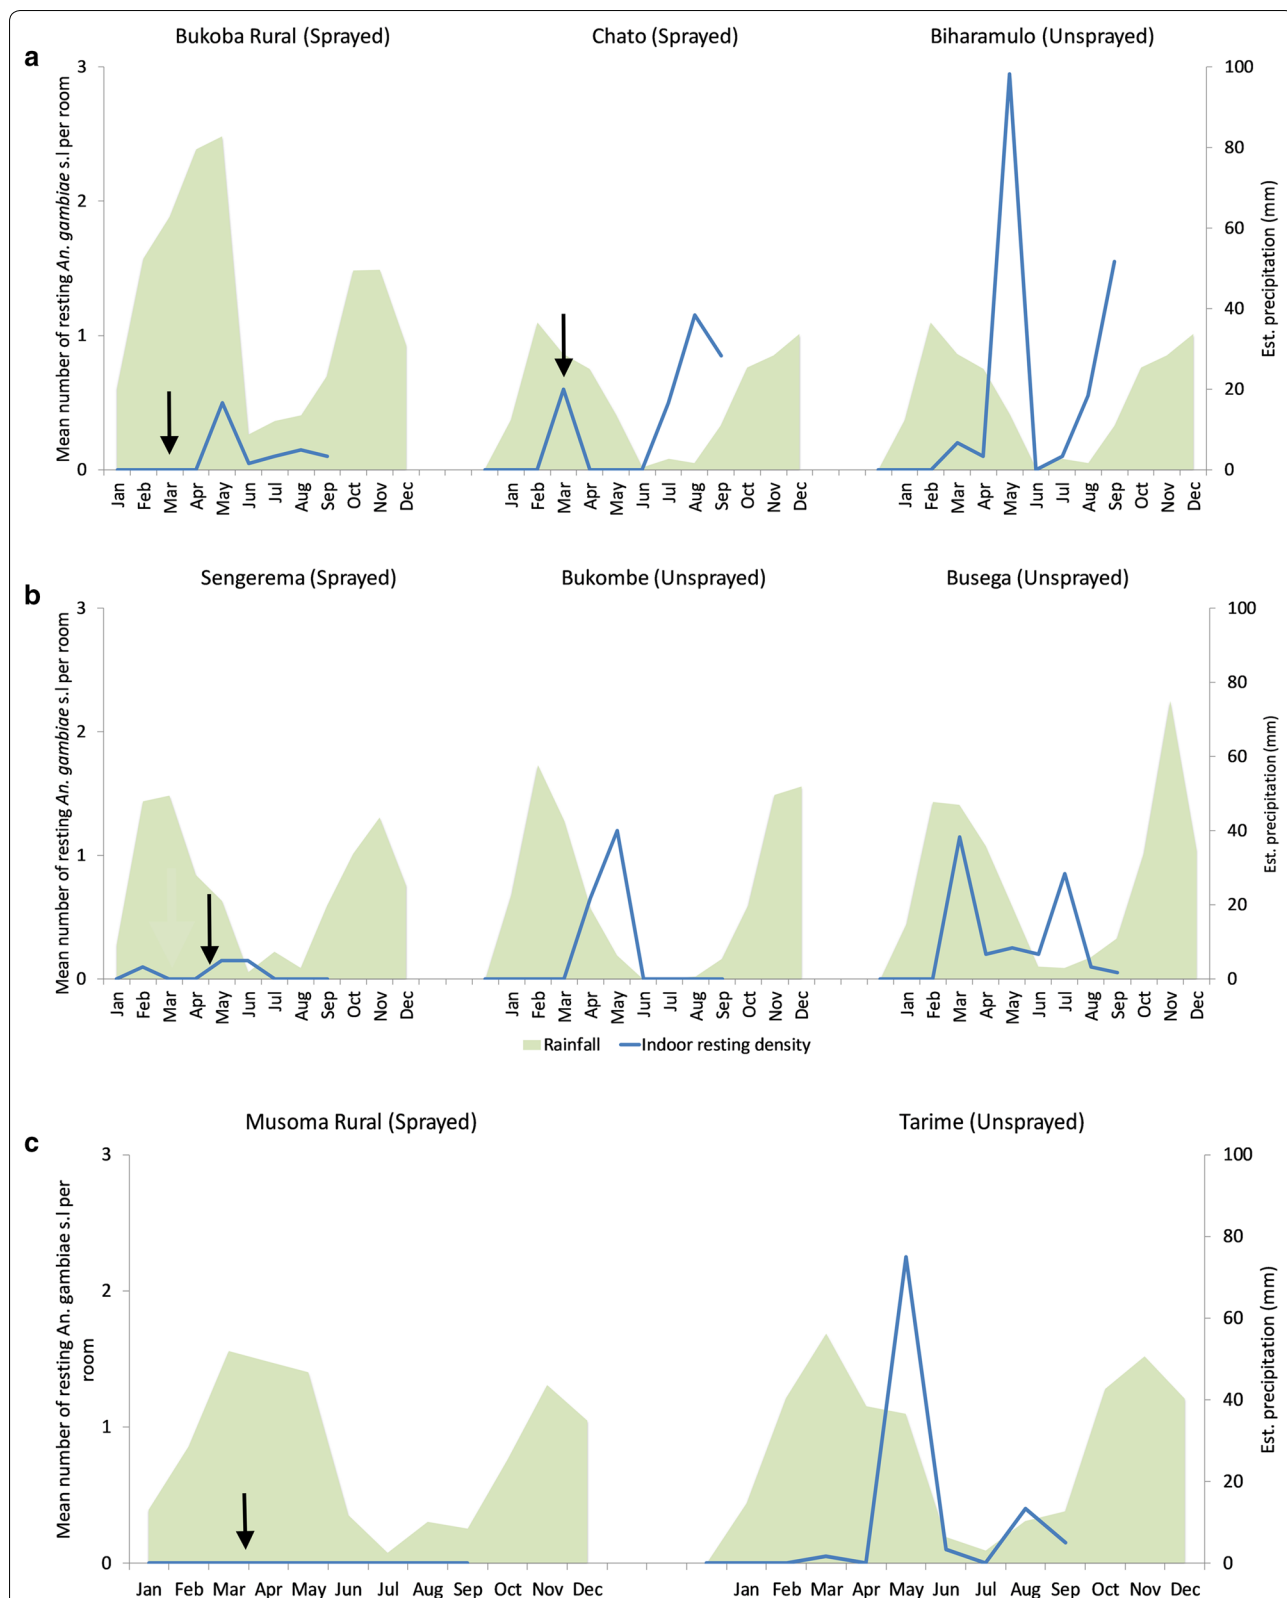 a
Bukoba Rural (Sprayed)
Chato (Sprayed)
Biharamulo (Unsprayed)
Mean number of resting An. gambiae s.l per room
3
2
1
0
100
80
60
40
20
0
Est. precipitation (mm)
Jan Feb Mar Apr May Jun Jul Aug Sep Oct Nov Dec
Jan Feb Mar Apr May Jun Jul Aug Sep Oct Nov Dec
Jan Feb Mar Apr May Jun Jul Aug Sep Oct Nov Dec
b
Sengerema (Sprayed)
Bukombe (Unsprayed)
Busega (Unsprayed)
Mean number of resting An. gambiae s.l per room
3
2
1
0
100
80
60
40
20
0
Est. precipitation (mm)
Jan Feb Mar Apr May Jun Jul Aug Sep Oct Nov Dec
Jan Feb Mar Apr May Jun Jul Aug Sep Oct Nov Dec
Jan Feb Mar Apr May Jun Jul Aug Sep Oct Nov Dec
Rainfall
Indoor resting density
c
Musoma Rural (Sprayed)
Tarime (Unsprayed)
Mean number of resting An. gambiae s.l per
room
3
2
1
0
100
80
60
40
20
0
Est. precipitation (mm)
Jan Feb Mar Apr May Jun Jul Aug Sep Oct Nov Dec
Jan Feb Mar Apr May Jun Jul Aug Sep Oct Nov Dec